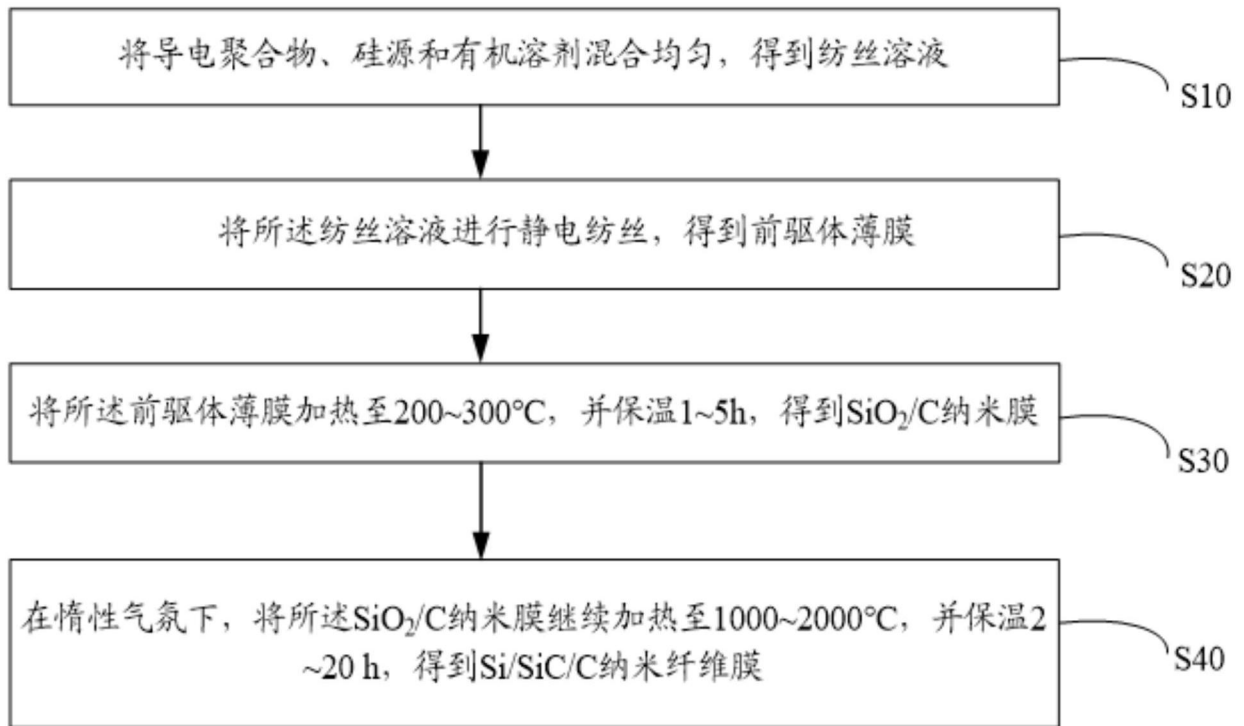 将导电聚合物、硅源和有机溶剂混合均匀，得到纺丝溶液
S10
将所述纺丝溶液进行静电纺丝，得到前驱体薄膜
S20
将所述前驱体薄膜加热至200~300℃，并保温1~5h，得到SiO₂/C纳米膜
S30
在惰性气氛下，将所述SiO₂/C纳米膜继续加热至1000~2000℃，并保温2
~20 h，得到Si/SiC/C纳米纤维膜
S40